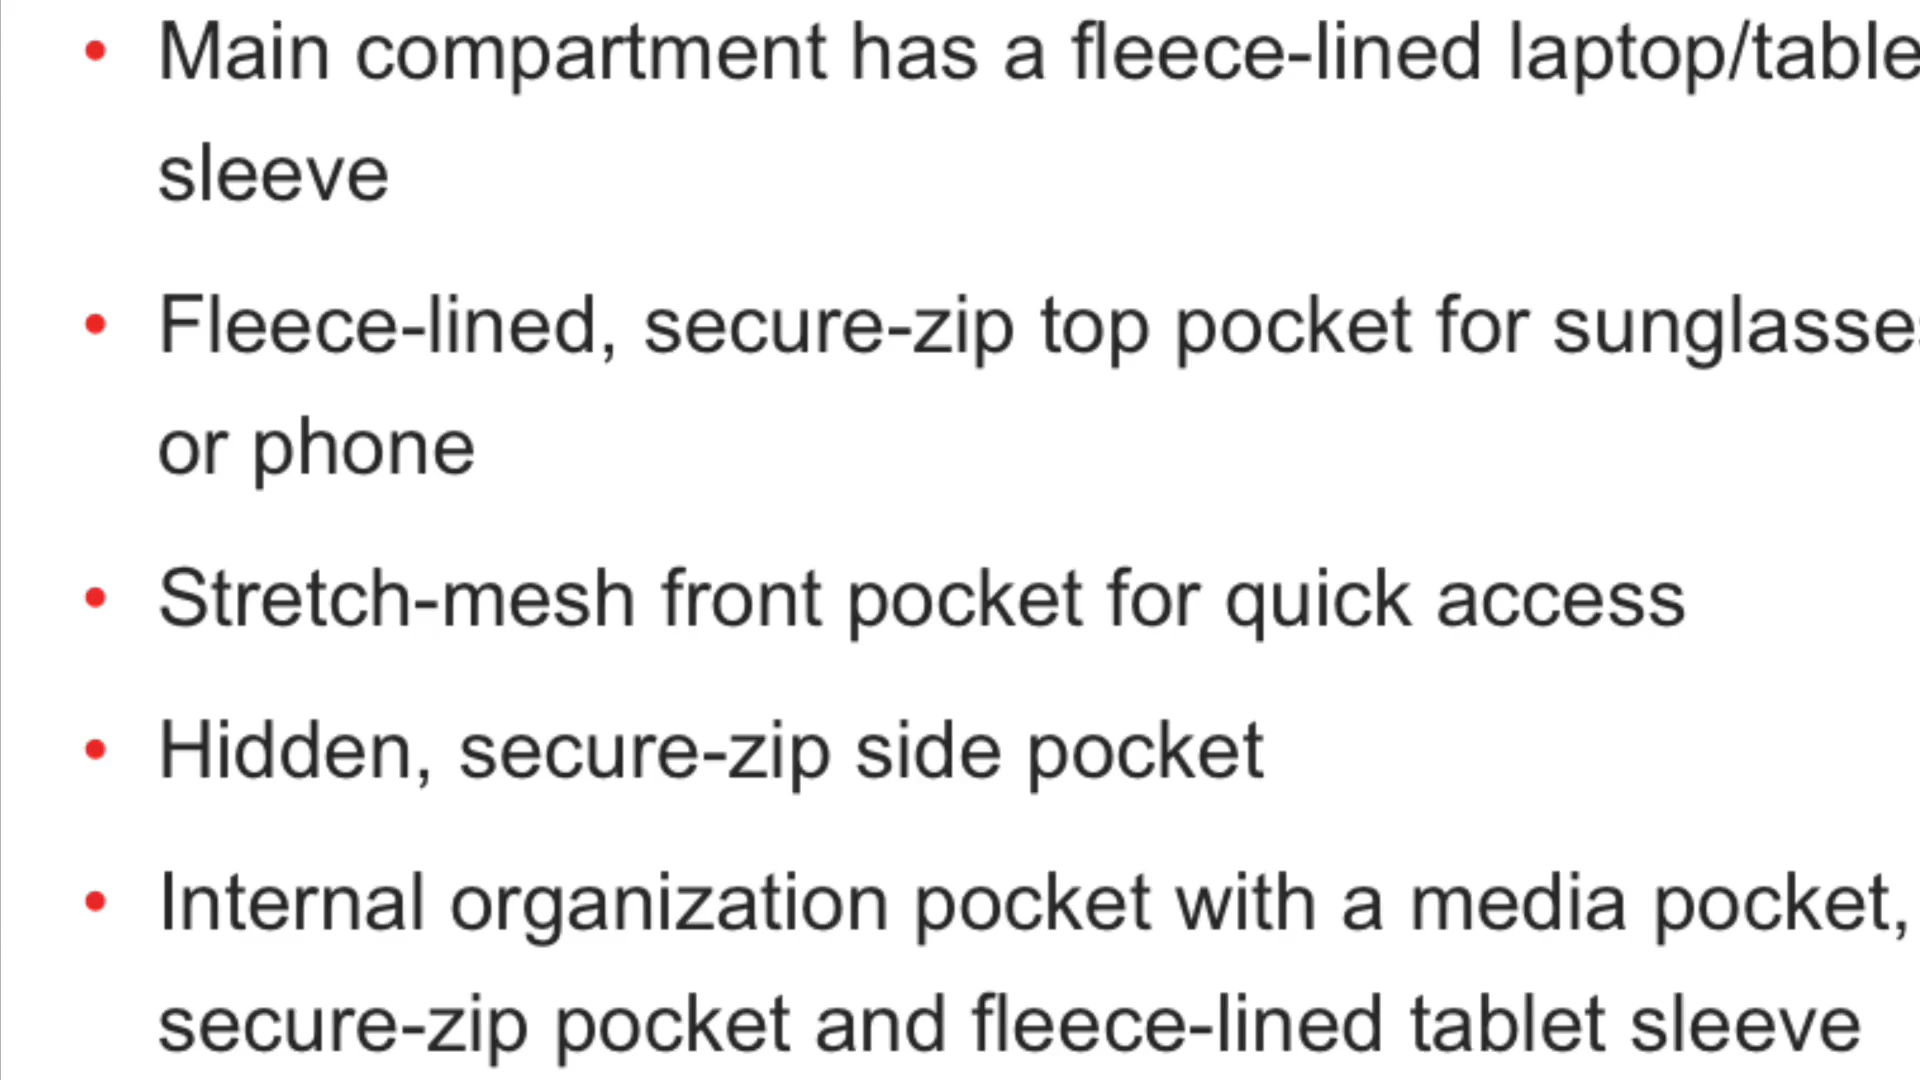 • Main compartment has a fleece-lined laptop/table
sleeve
• Fleece-lined, secure-zip top pocket for sunglasses
or phone
• Stretch-mesh front pocket for quick access
• Hidden, secure-zip side pocket
• Internal organization pocket with a media pocket,
secure-zip pocket and fleece-lined tablet sleeve